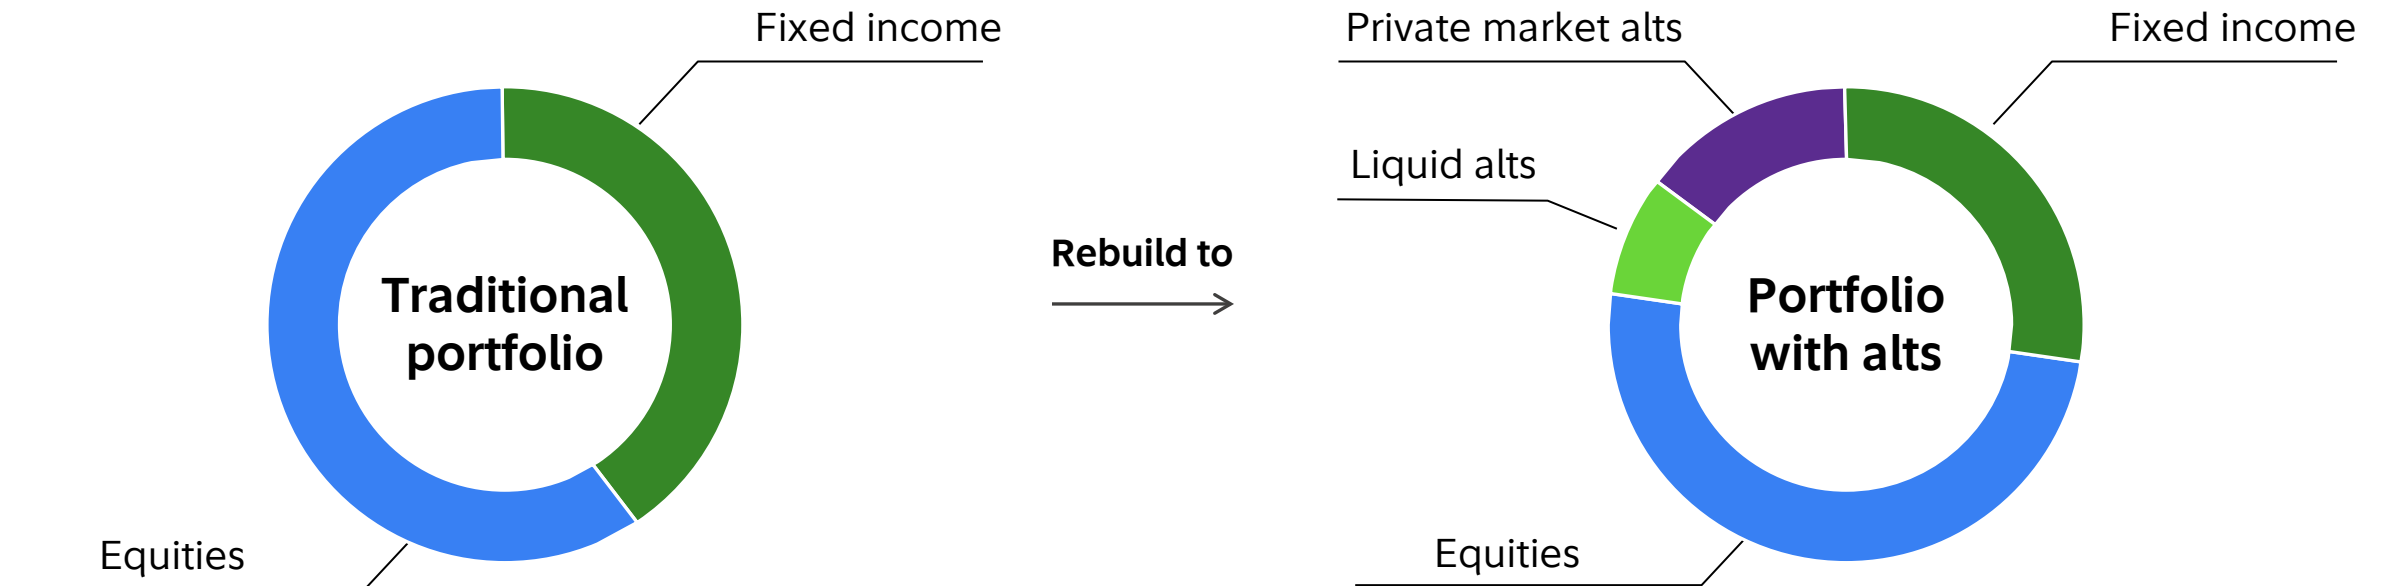 Fixed income
Traditional
portfolio
Equities
Rebuild to
Private market alts
Fixed income
Liquid alts
Portfolio
with alts
Equities